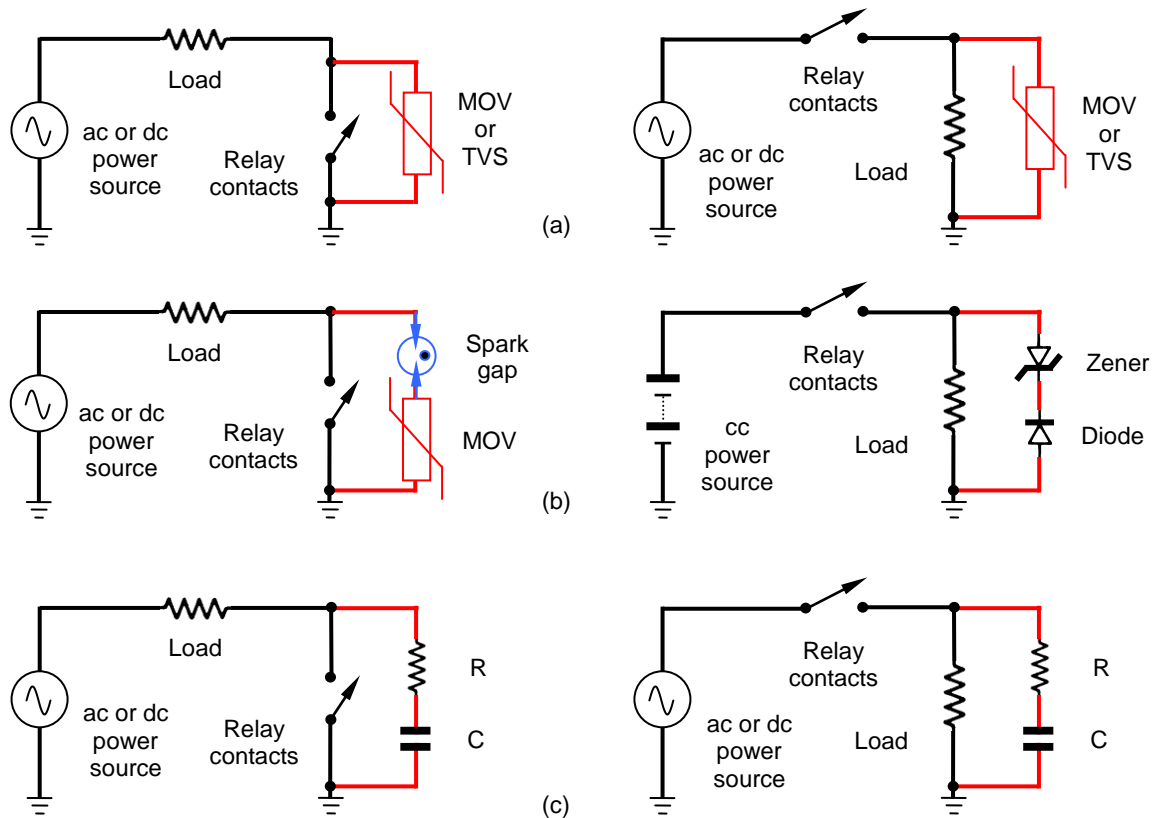 Load
ac or dc
power
source
Relay
contacts
MOV
or
TVS
(a)
Relay
contacts
ac or dc
power
source
Load
MOV
or
TVS
Load
ac or dc
power
source
Relay
contacts
Spark
gap
MOV
(b)
Relay
contacts
cc
power
source
Load
Zener
Diode
Load
ac or dc
power
source
Relay
contacts
R
C
(c)
Relay
contacts
ac or dc
power
source
Load
R
C